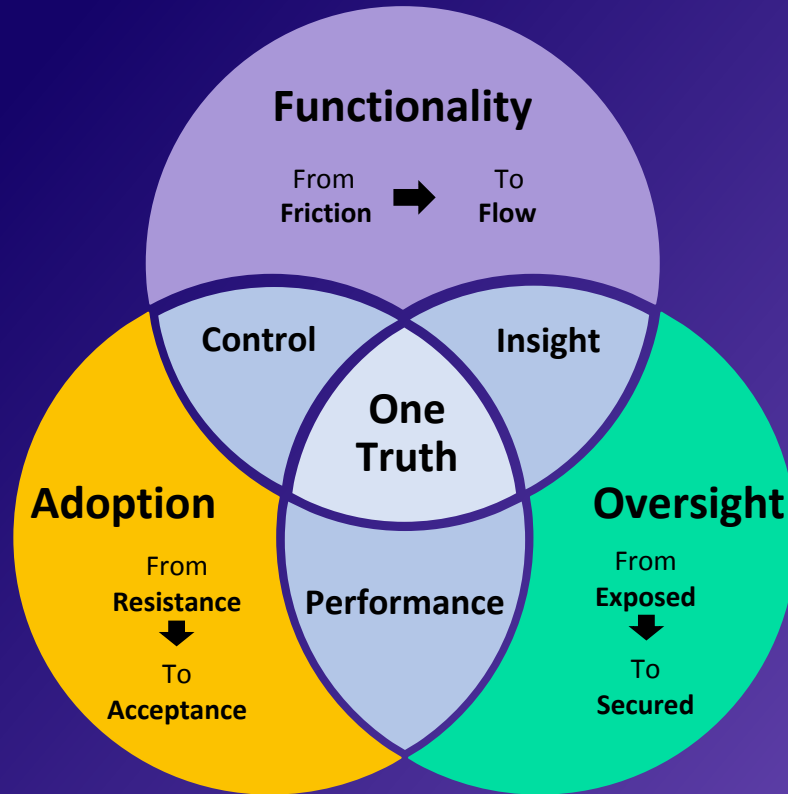 Functionality
From
Friction
To
Flow
Control
Insight
One
Truth
Adoption
From
Resistance
To
Acceptance
Performance
Oversight
From
Exposed
To
Secured